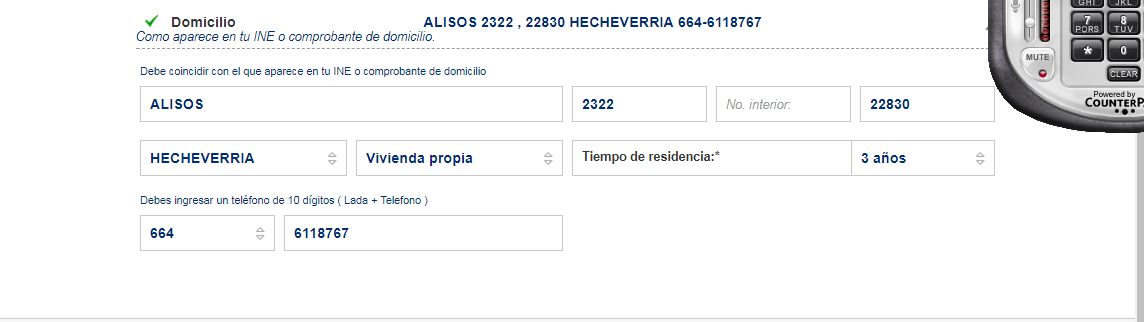 Domicilio
ALISOS 2322 , 22830 HECHEVERRIA 664-6118767
Como aparece en tu INE o comprobante de domicilio.
Debe coincidir con el que aparece en tu INE o comprobante de domicilio
ALISOS
2322
No. interior:
22830
HECHEVERRIA
Vivienda propia
Tiempo de residencia:*
3 años
Debes ingresar un teléfono de 10 dígitos ( Lada + Telefono )
664
6118767
GHI
JKL
7
PQRS
8
TUV
MUTE
*
0
CLEAR
Powered by